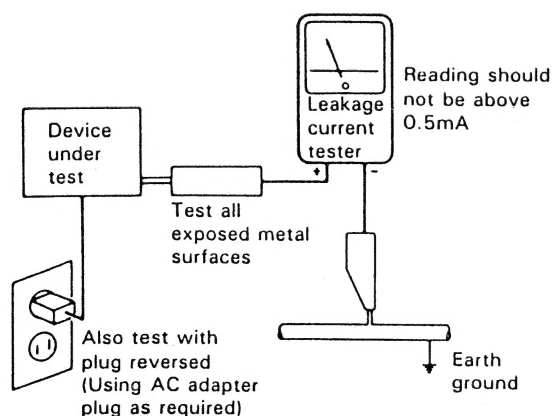 Device
under
test
Leakage
current
tester
+ -
Reading should
not be above
0.5mA
Test all
exposed metal
surfaces
Also test with
plug reversed
(Using AC adapter
plug as required)
Earth
ground